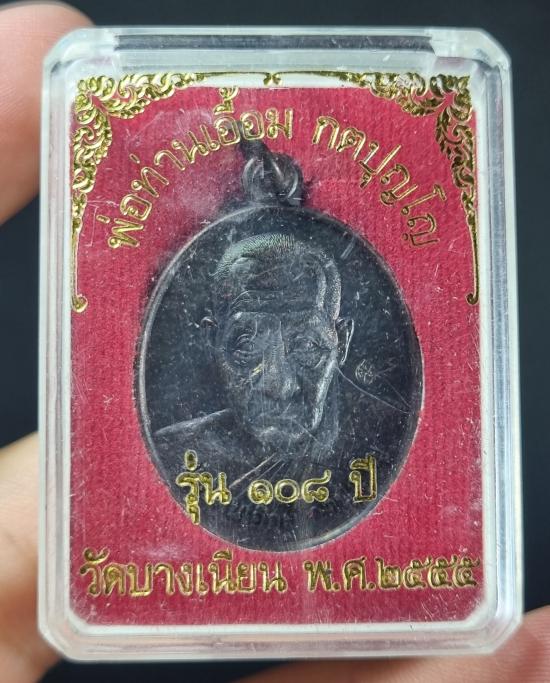 พ่อท่านเอื้อม กตปุญโญ
รุ่น ๑๐๘ ปี
วัดบางเนียน พ.ศ.๒๕๕๕